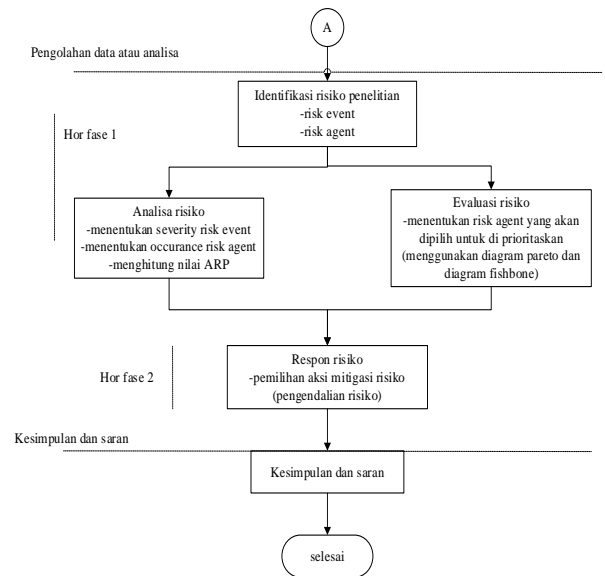 A
Pengolahan data atau analisa
Identifikasi risiko penelitian
-risk event
-risk agent
Hor fase 1
Analisa risiko
-menentukan severity risk event
-menentukan occurance risk agent
-menghitung nilai ARP
Evaluasi risiko
-menentukan risk agent yang akan
dipilih untuk di prioritaskan
(menggunakan diagram pareto dan
diagram fishbone)
Hor fase 2
Respon risiko
-pemilihan aksi mitigasi risiko
(pengendalian risiko)
Kesimpulan dan saran
Kesimpulan dan saran
selesai